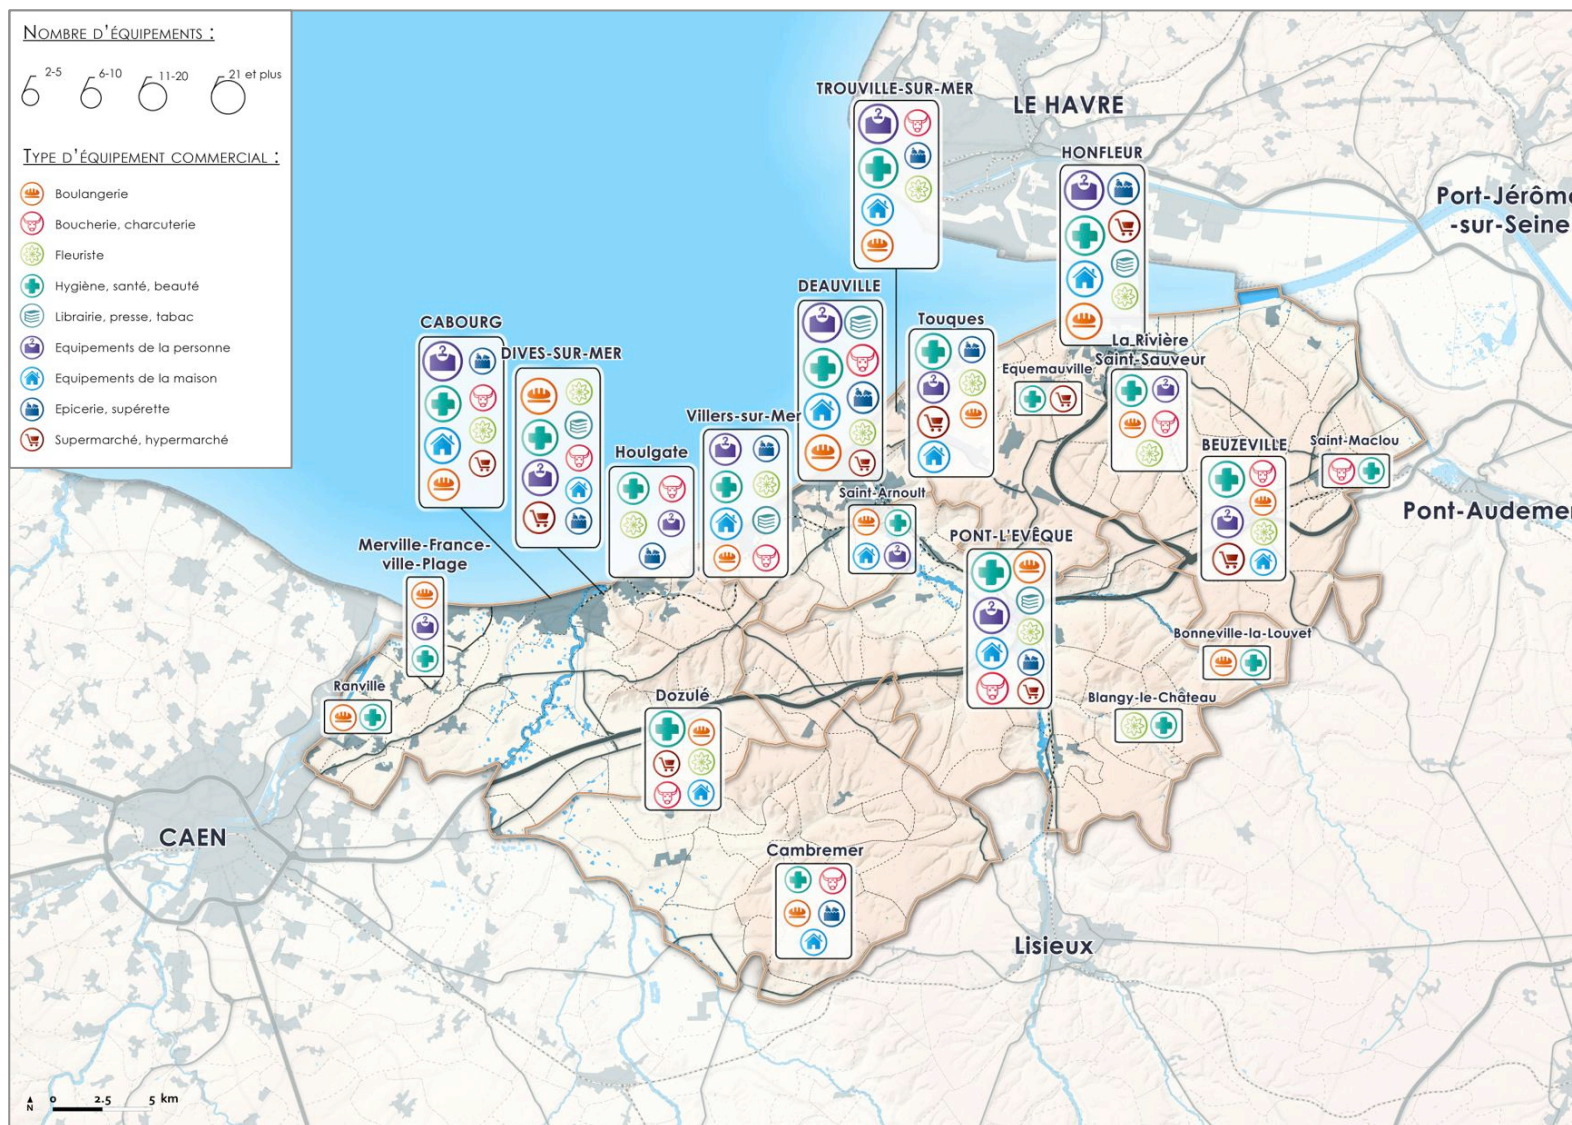 NOMBRE D'ÉQUIPEMENTS :
2-5
6-10
11-20
21 et plus
TYPE D'ÉQUIPEMENT COMMERCIAL :
Boulangerie
Boucherie, charcuterie
Fleuriste
Hygiène, santé, beauté
Librairie, presse, tabac
Equipements de la personne
Equipements de la maison
Epicerie, supérette
Supermarché, hypermarché
TROUVILLE-SUR-MER
LE HAVRE
HONFLEUR
Port-Jérôme
-sur-Seine
DEAUVILLE
CABOURG
Touques
DIVES-SUR-MER
La Rivière
Saint-Sauveur
Equemauville
Villers-sur-Mer
BEUZEVILLE
Saint-Maclou
Houlgate
Saint-Arnoult
Pont-Audemer
PONT-L'EVÊQUE
Merville-France-
ville-Plage
Bonneville-la-Louvet
Ranville
Dozulé
Blangy-le-Château
CAEN
Cambremer
Lisieux
N
0 2.5 5 km